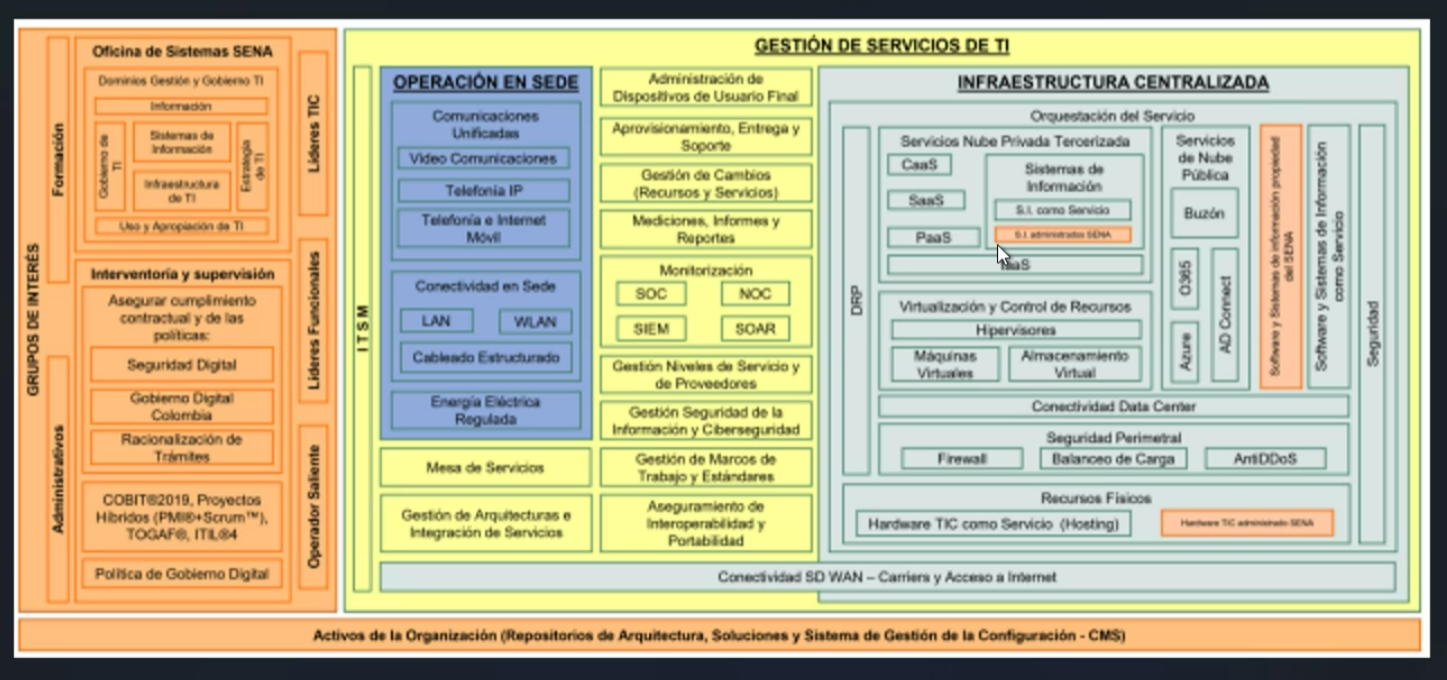 GRUPOS DE INTERÉS
Formación
Administrativos
Oficina de Sistemas SENA
Dominios Gestión y Gobierno TI
Información
Gobierno de
TI
Sistemas de
Información
Infraestructura
de TI
Estrategia
de TI
Uso y Apropiación de TI
Interventoría y supervisión
Asegurar cumplimiento
contractual y de las
políticas:
Seguridad Digital
Gobierno Digital
Colombia
Racionalización de
Trámites
COBIT®2019, Proyectos
Híbridos (PMI®+Scrum™),
TOGAF®, ITIL®4
Política de Gobierno Digital
Lideres TIC
Lideres Funcionales
Operador Saliente
GESTIÓN DE SERVICIOS DE TI
ITSM
OPERACIÓN EN SEDE
Comunicaciones
Unificadas
Video Comunicaciones
Telefonía IP
Telefonía e Internet
Móvil
Conectividad en Sede
LAN
WLAN
Cableado Estructurado
Energía Eléctrica
Regulada
Mesa de Servicios
Gestión de Arquitecturas e
Integración de Servicios
Administración de
Dispositivos de Usuario Final
Aprovisionamiento, Entrega y
Soporte
Gestión de Cambios
(Recursos y Servicios)
Mediciones, Informes y
Reportes
Monitorización
SOC
NOC
SIEM
SOAR
Gestión Niveles de Servicio y
de Proveedores
Gestión Seguridad de la
Información y Ciberseguridad
Gestión de Marcos de
Trabajo y Estándares
Aseguramiento de
Interoperabilidad y
Portabilidad
INFRAESTRUCTURA CENTRALIZADA
Orquestación del Servicio
DRP
Servicios Nube Privada Tercerizada
CaaS
SaaS
PaaS
Sistemas de
Información
S.I. como Servicio
S.I. administrados SENA
IaaS
Virtualización y Control de Recursos
Hipervisores
Máquinas
Virtuales
Almacenamiento
Virtual
Servicios
de Nube
Pública
Buzón
O365
Azure
AD Connect
Software y Sistemas de información propiedad
del SENA
Software y Sistemas de Información
como Servicio
Seguridad
Conectividad Data Center
Seguridad Perimetral
Firewall
Balanceo de Carga
AntiDDoS
Recursos Físicos
Hardware TIC como Servicio (Hosting)
Hardware TIC administrado SENA
Conectividad SD WAN – Carriers y Acceso a Internet
Activos de la Organización (Repositorios de Arquitectura, Soluciones y Sistema de Gestión de la Configuración - CMS)